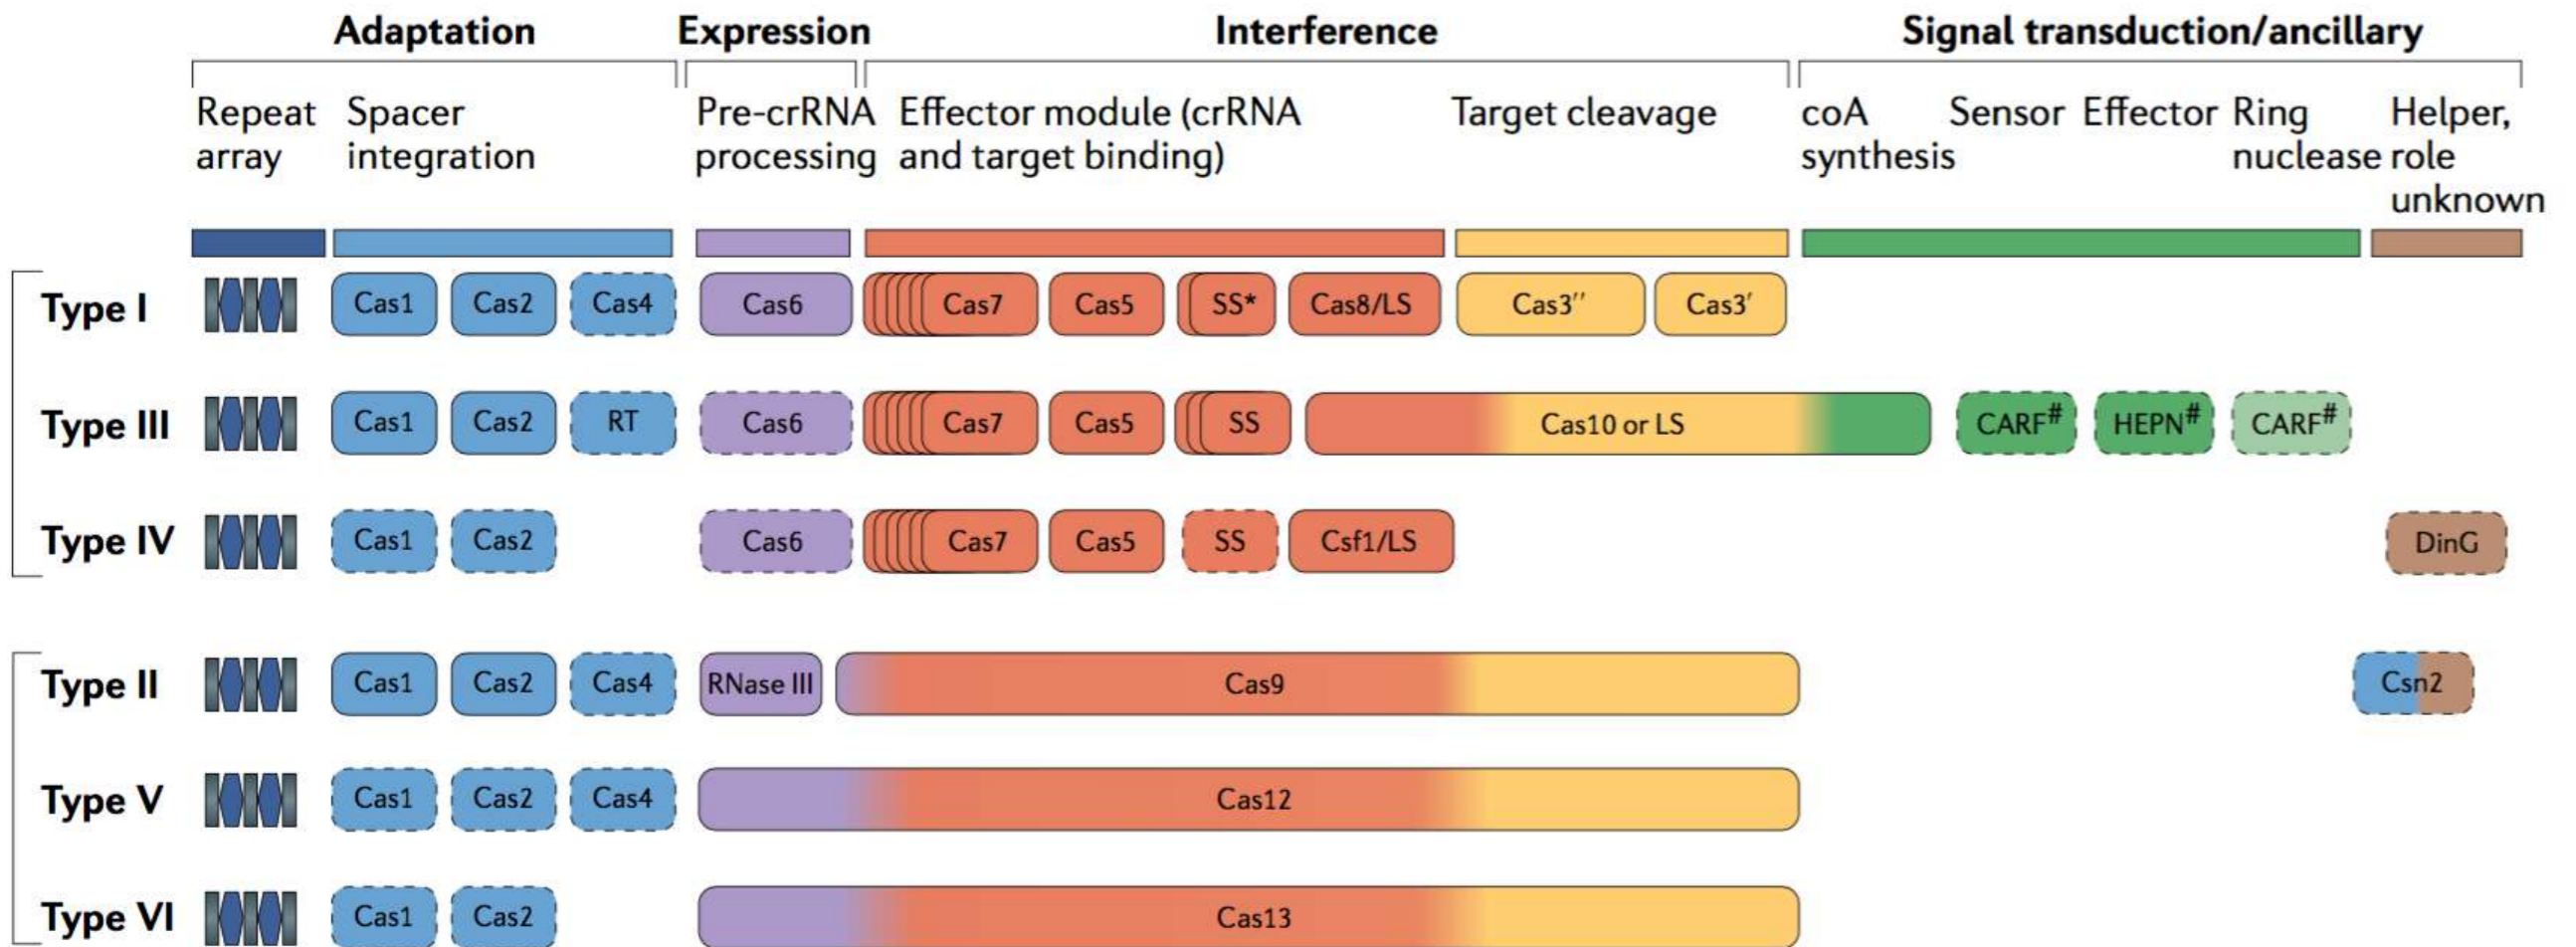 Adaptation Expression Interference Signal transduction/ancillary
Repeat array
Spacer integration
Pre-crRNA processing
Effector module (crRNA and target binding)
Target cleavage
coA synthesis
Sensor
Effector
Ring nuclease
Helper, role unknown
Type I Cas1 Cas2 Cas4 Cas6 Cas7 Cas5 SS* Cas8/LS Cas3′′ Cas3′
Type III Cas1 Cas2 RT Cas6 Cas7 Cas5 SS Cas10 or LS CARF# HEPN# CARF#
Type IV Cas1 Cas2 Cas6 Cas7 Cas5 SS Csf1/LS DinG
Type II Cas1 Cas2 Cas4 RNase III Cas9 Csn2
Type V Cas1 Cas2 Cas4 Cas12
Type VI Cas1 Cas2 Cas13